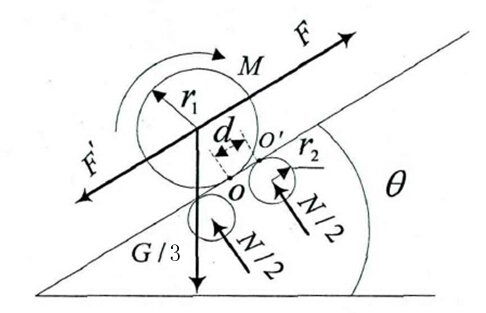 F
M
r₁
d
O'
r₂
F'
o
θ
N/2
G/3
N/2